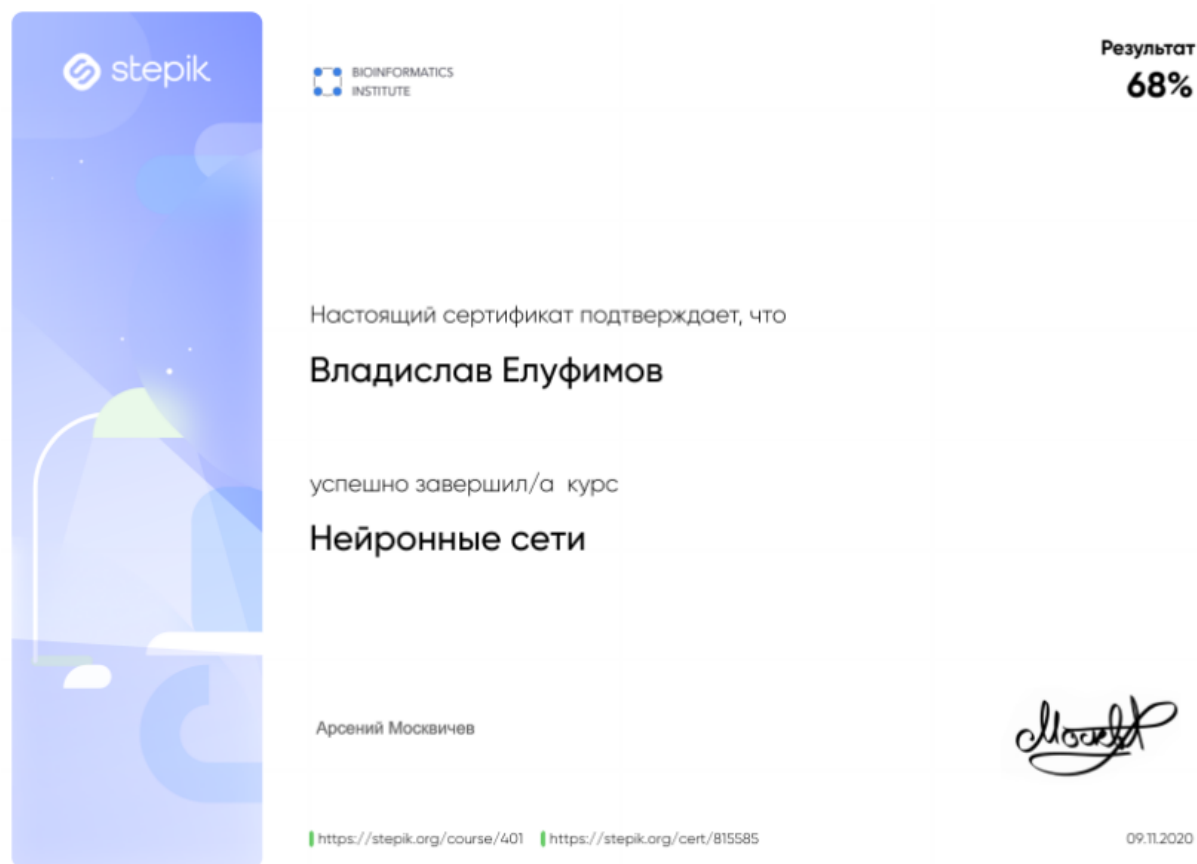 stepik
BIOINFORMATICS
INSTITUTE
Результат
68%
Настоящий сертификат подтверждает, что
Владислав Елуфимов
успешно завершил/а курс
Нейронные сети
Арсений Москвичев
https://stepik.org/course/401 https://stepik.org/cert/815585
09.11.2020